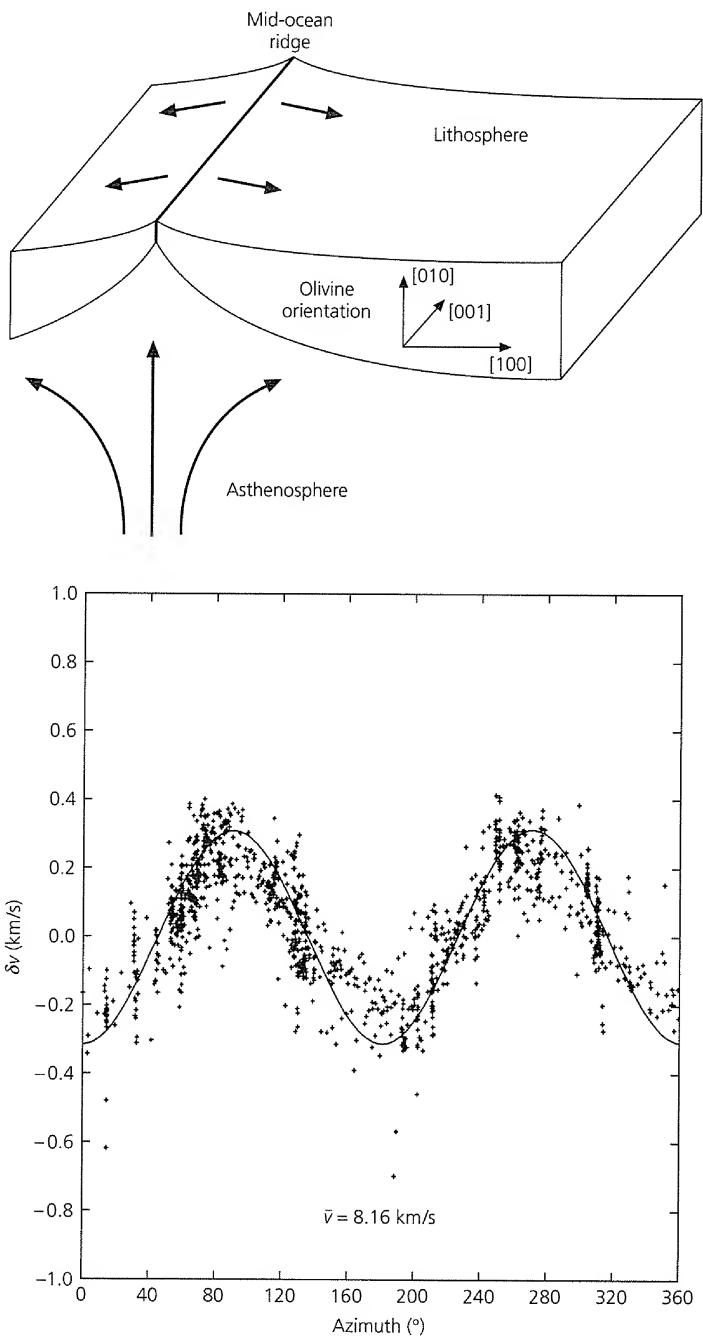 Mid-ocean
ridge
Lithosphere
Olivine
orientation
[010]
[001]
[100]
Asthenosphere
1.0
0.8
0.6
0.4
0.2
0.0
−0.2
−0.4
−0.6
−0.8
−1.0
δv (km/s)
v̄ = 8.16 km/s
0 40 80 120 160 200 240 280 320 360
Azimuth (°)